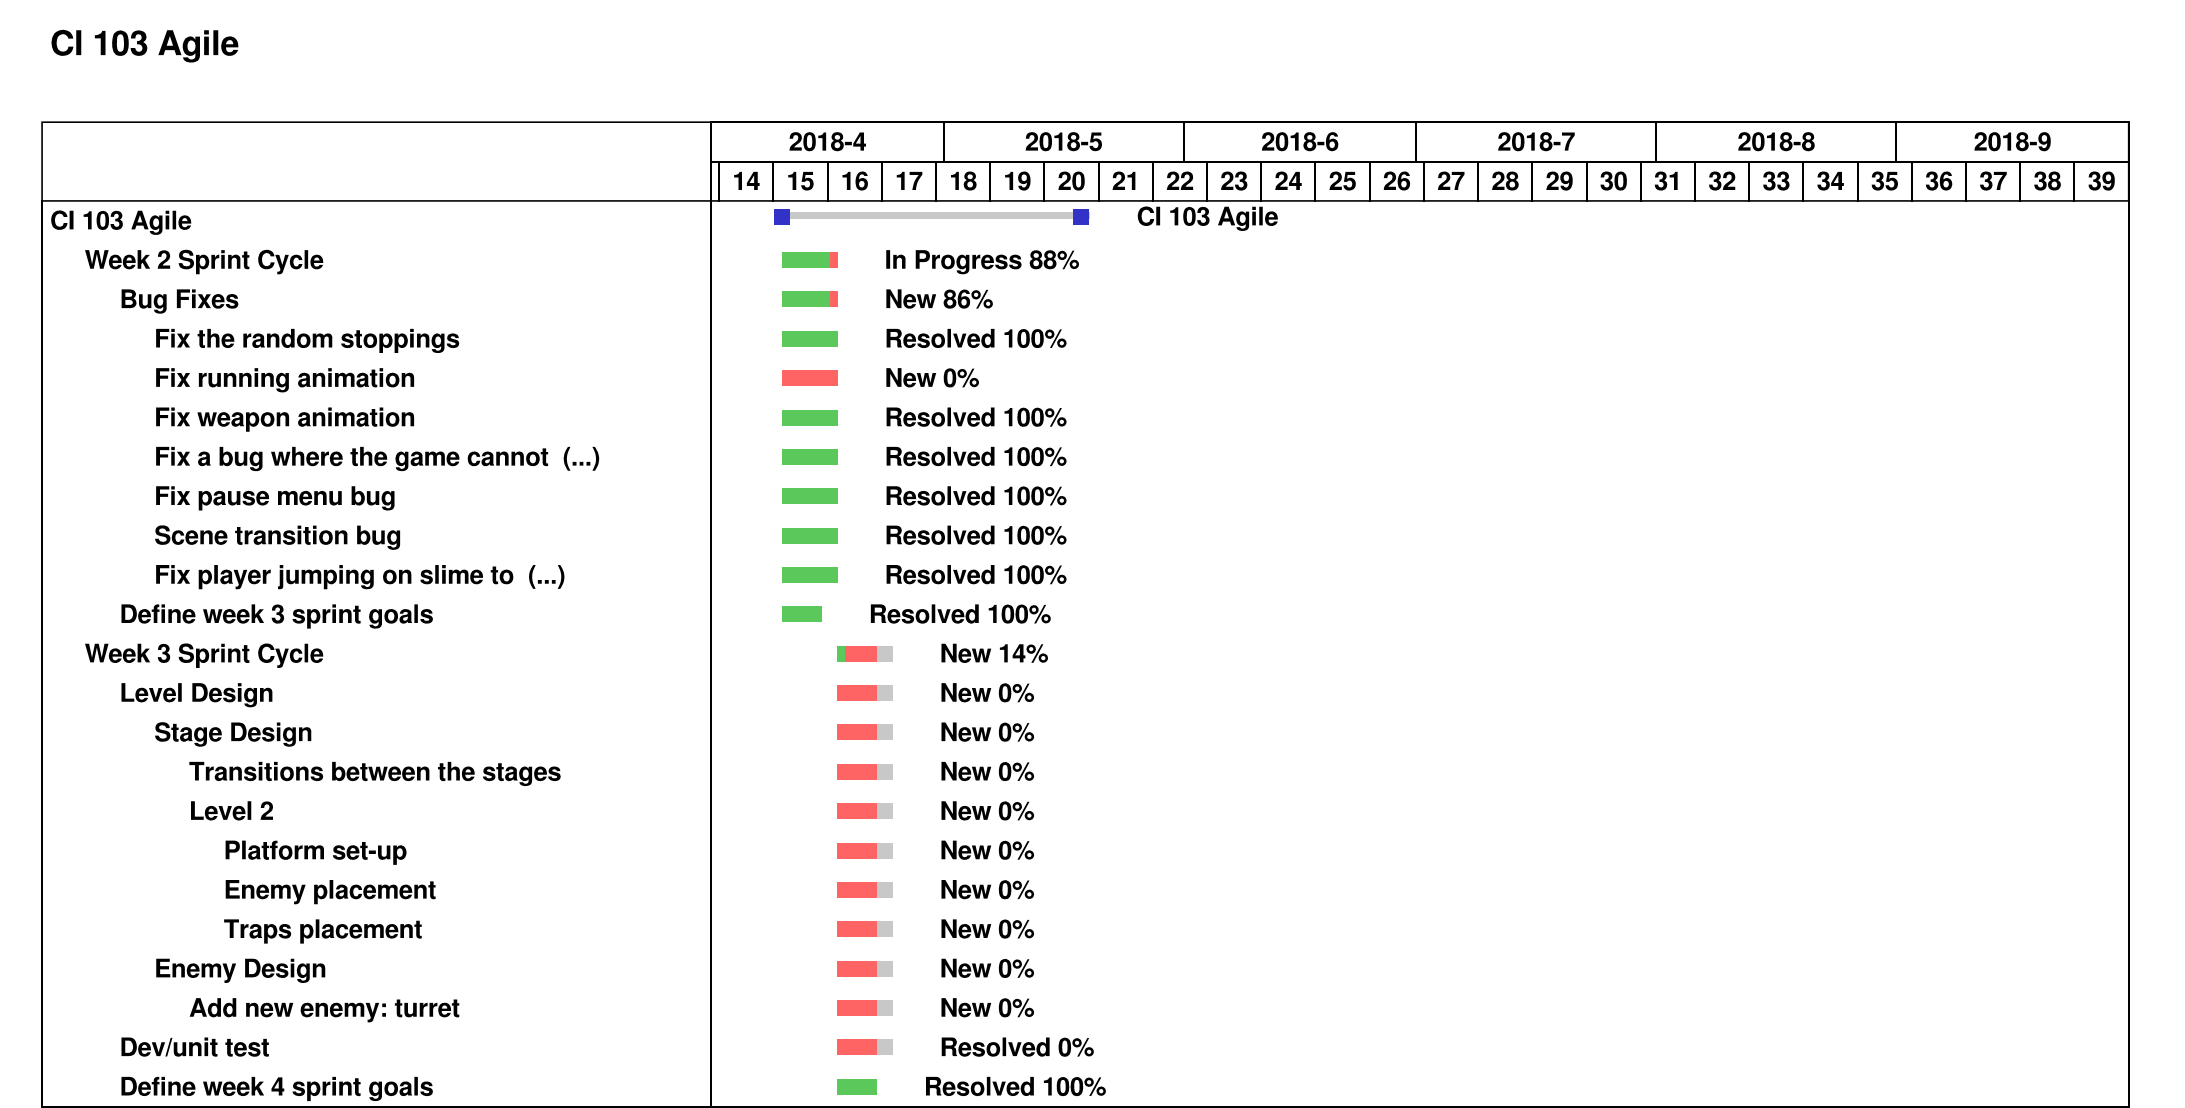 CI 103 Agile
2018-4 2018-5 2018-6 2018-7 2018-8 2018-9
14 15 16 17 18 19 20 21 22 23 24 25 26 27 28 29 30 31 32 33 34 35 36 37 38 39
CI 103 Agile CI 103 Agile
Week 2 Sprint Cycle In Progress 88%
Bug Fixes New 86%
Fix the random stoppings Resolved 100%
Fix running animation New 0%
Fix weapon animation Resolved 100%
Fix a bug where the game cannot (...) Resolved 100%
Fix pause menu bug Resolved 100%
Scene transition bug Resolved 100%
Fix player jumping on slime to (...) Resolved 100%
Define week 3 sprint goals Resolved 100%
Week 3 Sprint Cycle New 14%
Level Design New 0%
Stage Design New 0%
Transitions between the stages New 0%
Level 2 New 0%
Platform set-up New 0%
Enemy placement New 0%
Traps placement New 0%
Enemy Design New 0%
Add new enemy: turret New 0%
Dev/unit test Resolved 0%
Define week 4 sprint goals Resolved 100%